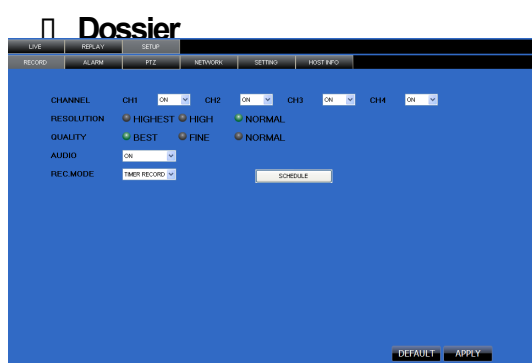 Dossier
LIVE REPLAY SETUP
RECORD ALARM PTZ NETWORK SETTING HOST INFO
CHANNEL CH1 ON CH2 ON CH3 ON CH4 ON
RESOLUTION HIGHEST HIGH NORMAL
QUALITY BEST FINE NORMAL
AUDIO ON
REC.MODE TIMER RECORD SCHEDULE
DEFAULT APPLY